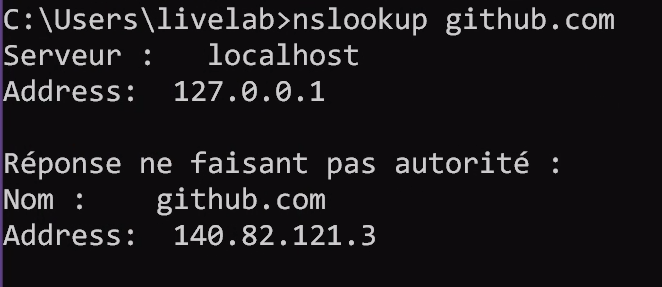 C:\Users\livelab>nslookup github.com
Serveur :   localhost
Address:  127.0.0.1

Réponse ne faisant pas autorité :
Nom :    github.com
Address:  140.82.121.3